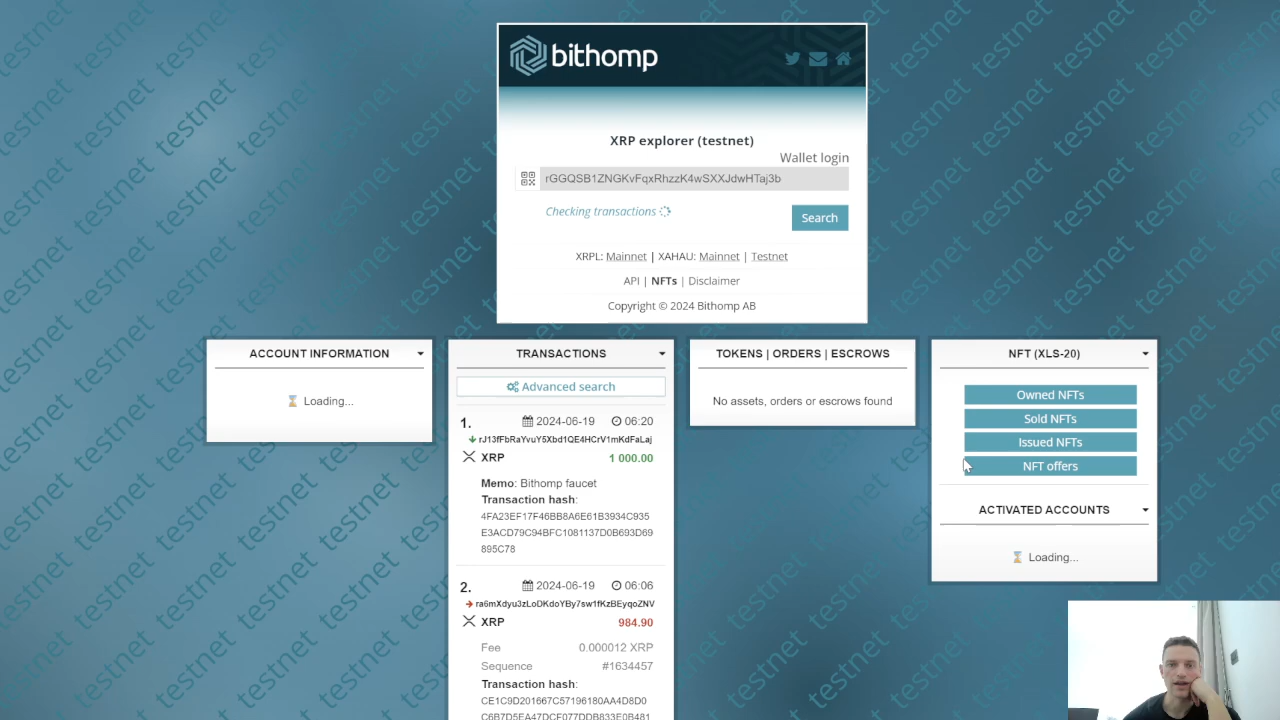 bithomp
XRP explorer (testnet)
Wallet login
rGGQSB1ZNGKvFqxRhzzK4wSXXJdwHTaj3b
Checking transactions
Search
XRPL: Mainnet | XAHAU: Mainnet | Testnet
API | NFTs | Disclaimer
Copyright © 2024 Bithomp AB
ACCOUNT INFORMATION
Loading...
TRANSACTIONS
Advanced search
1. 2024-06-19 06:20
rJ13fFbRaYvuY5Xbd1QE4HCrV1mKdFaLaj
XRP 1 000.00
Memo: Bithomp faucet
Transaction hash:
4FA23EF17F46BB8A6E61B3934C935
E3ACD79C94BFC1081137D0B693D69
895C78
2. 2024-06-19 06:06
ra6mXdyu3zLoDKdoYBy7sw1fKzBEyqoZNV
XRP 984.90
Fee 0.000012 XRP
Sequence #1634457
Transaction hash:
CE1C9D201667C57196180AA4D8D0
C6B7D5EA47DCF077DDB833E0B481
TOKENS | ORDERS | ESCROWS
No assets, orders or escrows found
NFT (XLS-20)
Owned NFTs
Sold NFTs
Issued NFTs
NFT offers
ACTIVATED ACCOUNTS
Loading...
testnet